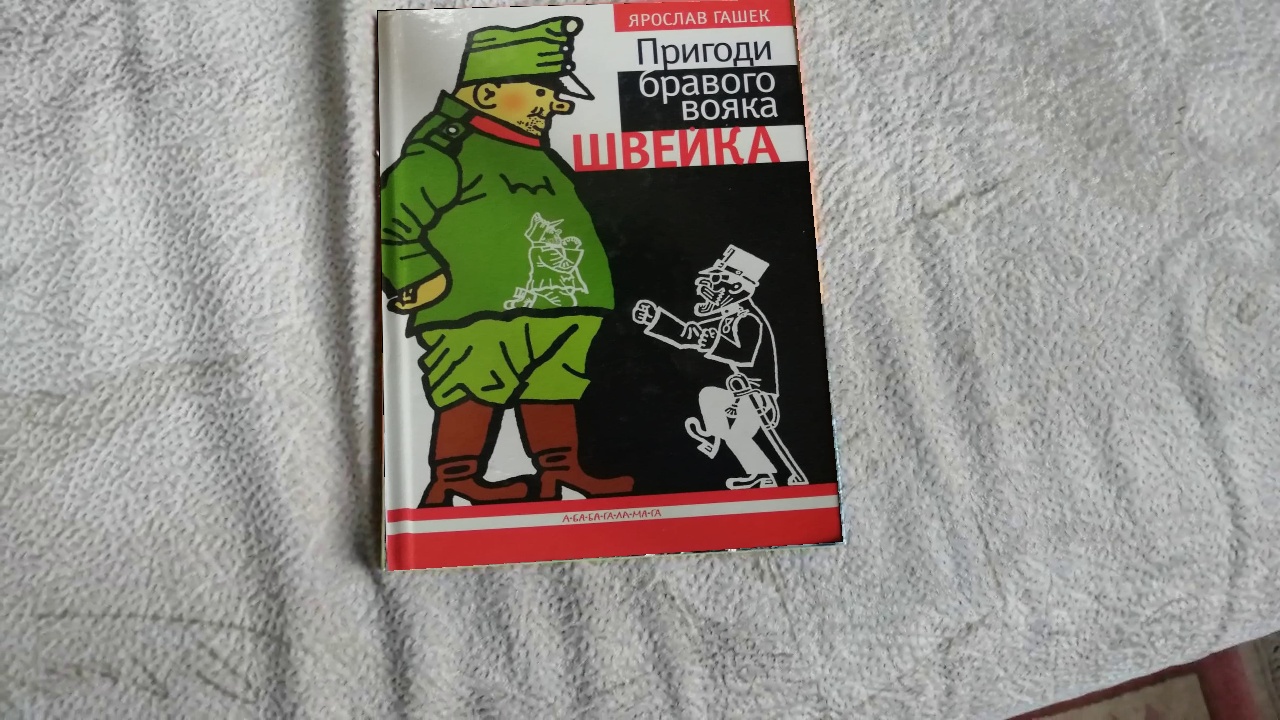 ЯРОСЛАВ ГАШЕК
Пригоди
бравого
вояка
ШВЕЙКА
А-БА-БА-ГА-ЛА-МА-ГА